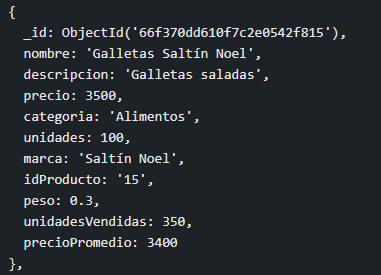 {
_id: ObjectId('66f370dd610f7c2e0542f815'),
nombre: 'Galletas Saltín Noel',
descripcion: 'Galletas saladas',
precio: 3500,
categoria: 'Alimentos',
unidades: 100,
marca: 'Saltín Noel',
idProducto: '15',
peso: 0.3,
unidadesVendidas: 350,
precioPromedio: 3400
},